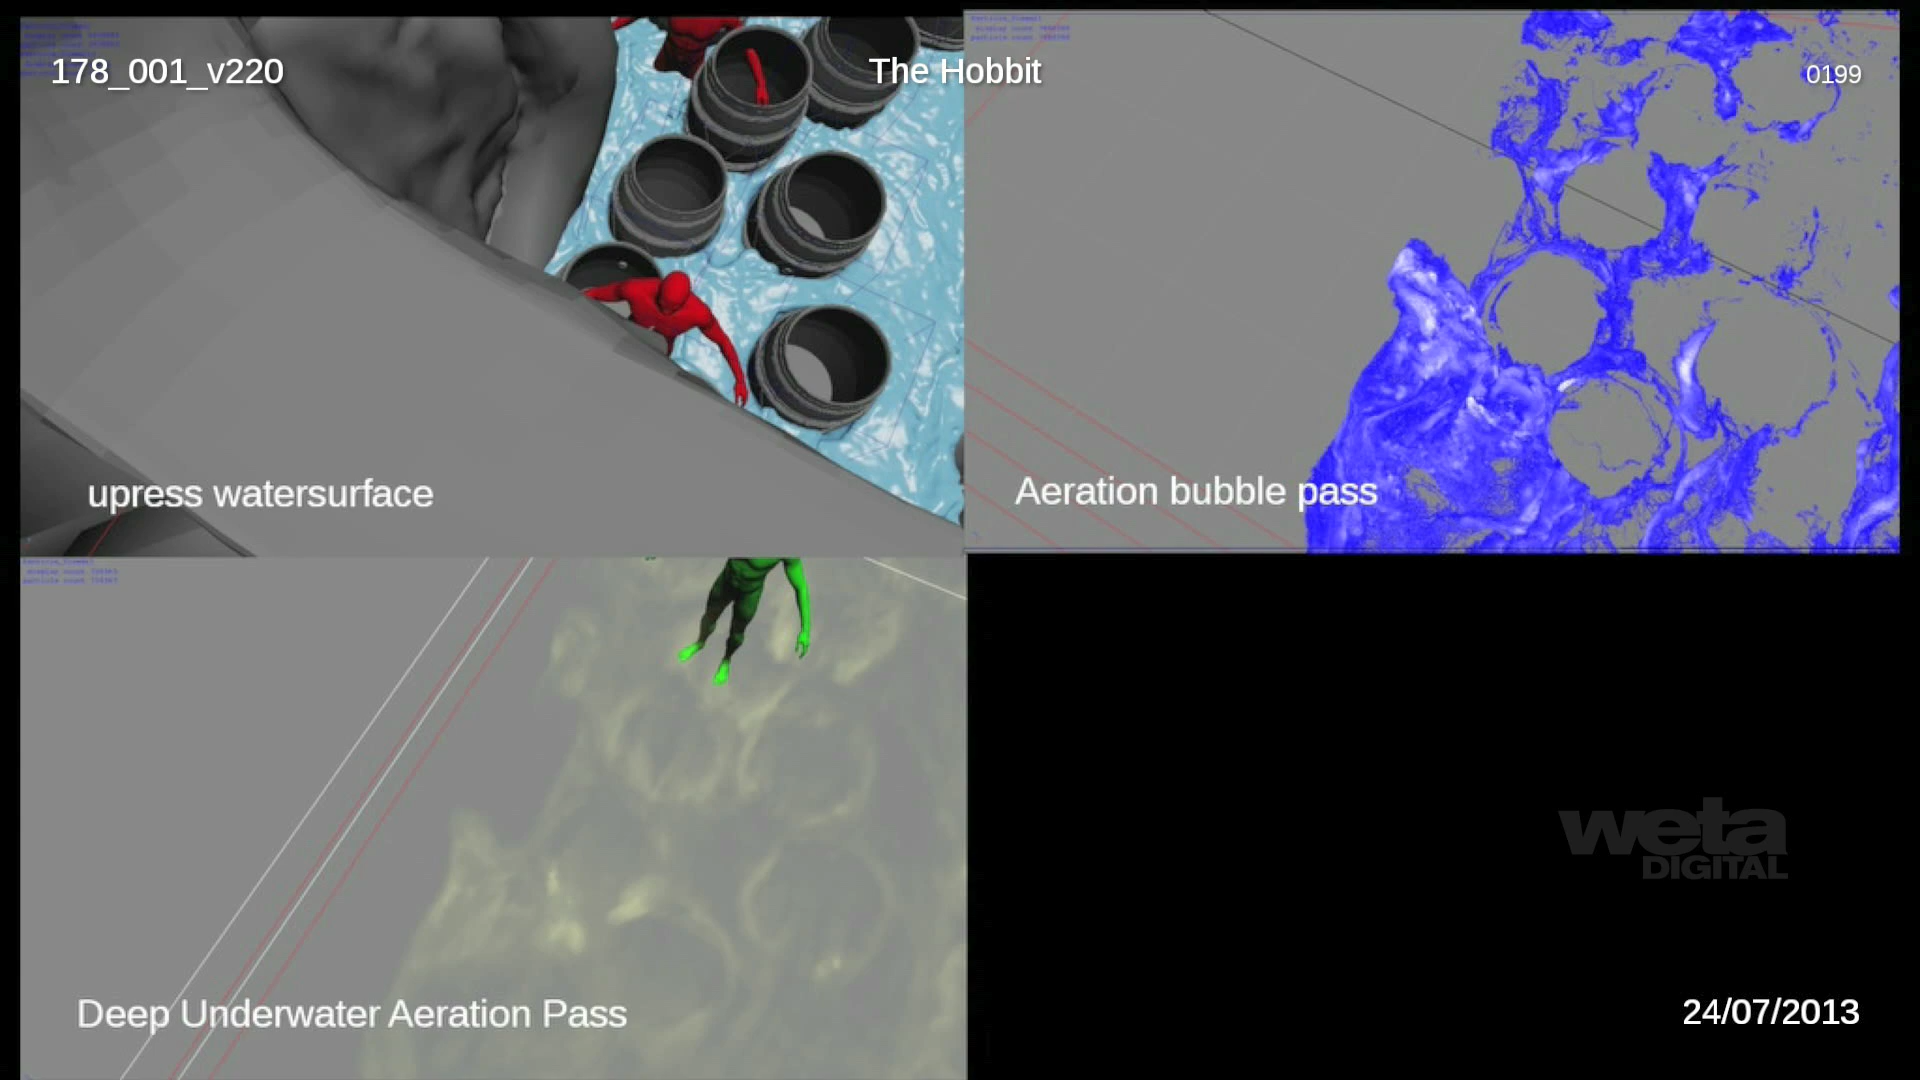 178_001_v220
The Hobbit
0199
upress watersurface
Aeration bubble pass
Deep Underwater Aeration Pass
weta
DIGITAL
24/07/2013